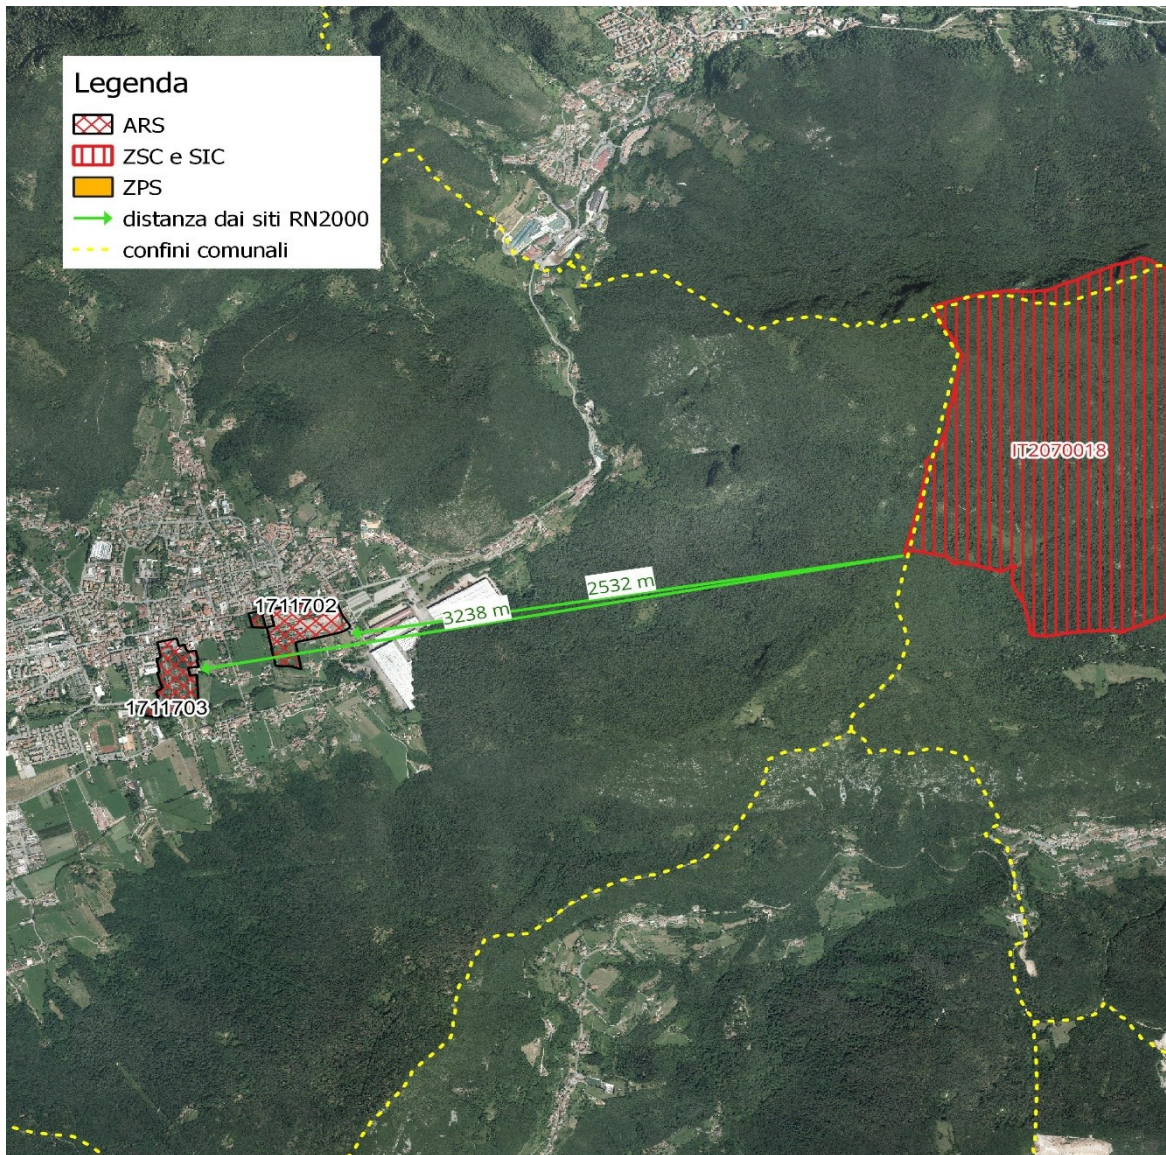 Legenda
ARS
ZSC e SIC
ZPS
distanza dai siti RN2000
confini comunali
IT2070018
2532 m
1711702
3238 m
1711703